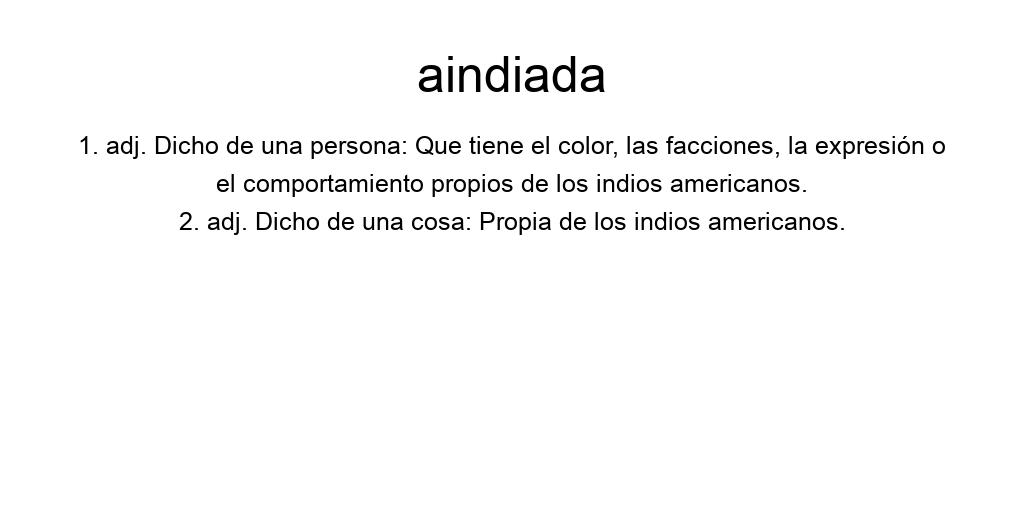 aindiada
1. adj. Dicho de una persona: Que tiene el color, las facciones, la expresión o
el comportamiento propios de los indios americanos.
2. adj. Dicho de una cosa: Propia de los indios americanos.